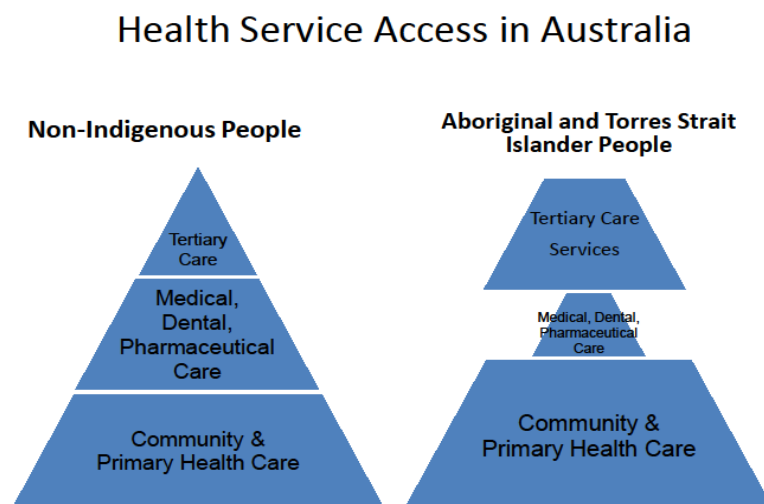 Health Service Access in Australia
Non-Indigenous People
Tertiary
Care
Medical,
Dental,
Pharmaceutical
Care
Community &
Primary Health Care
Aboriginal and Torres Strait
Islander People
Tertiary Care
Services
Medical, Dental,
Pharmaceutical
Care
Community &
Primary Health Care